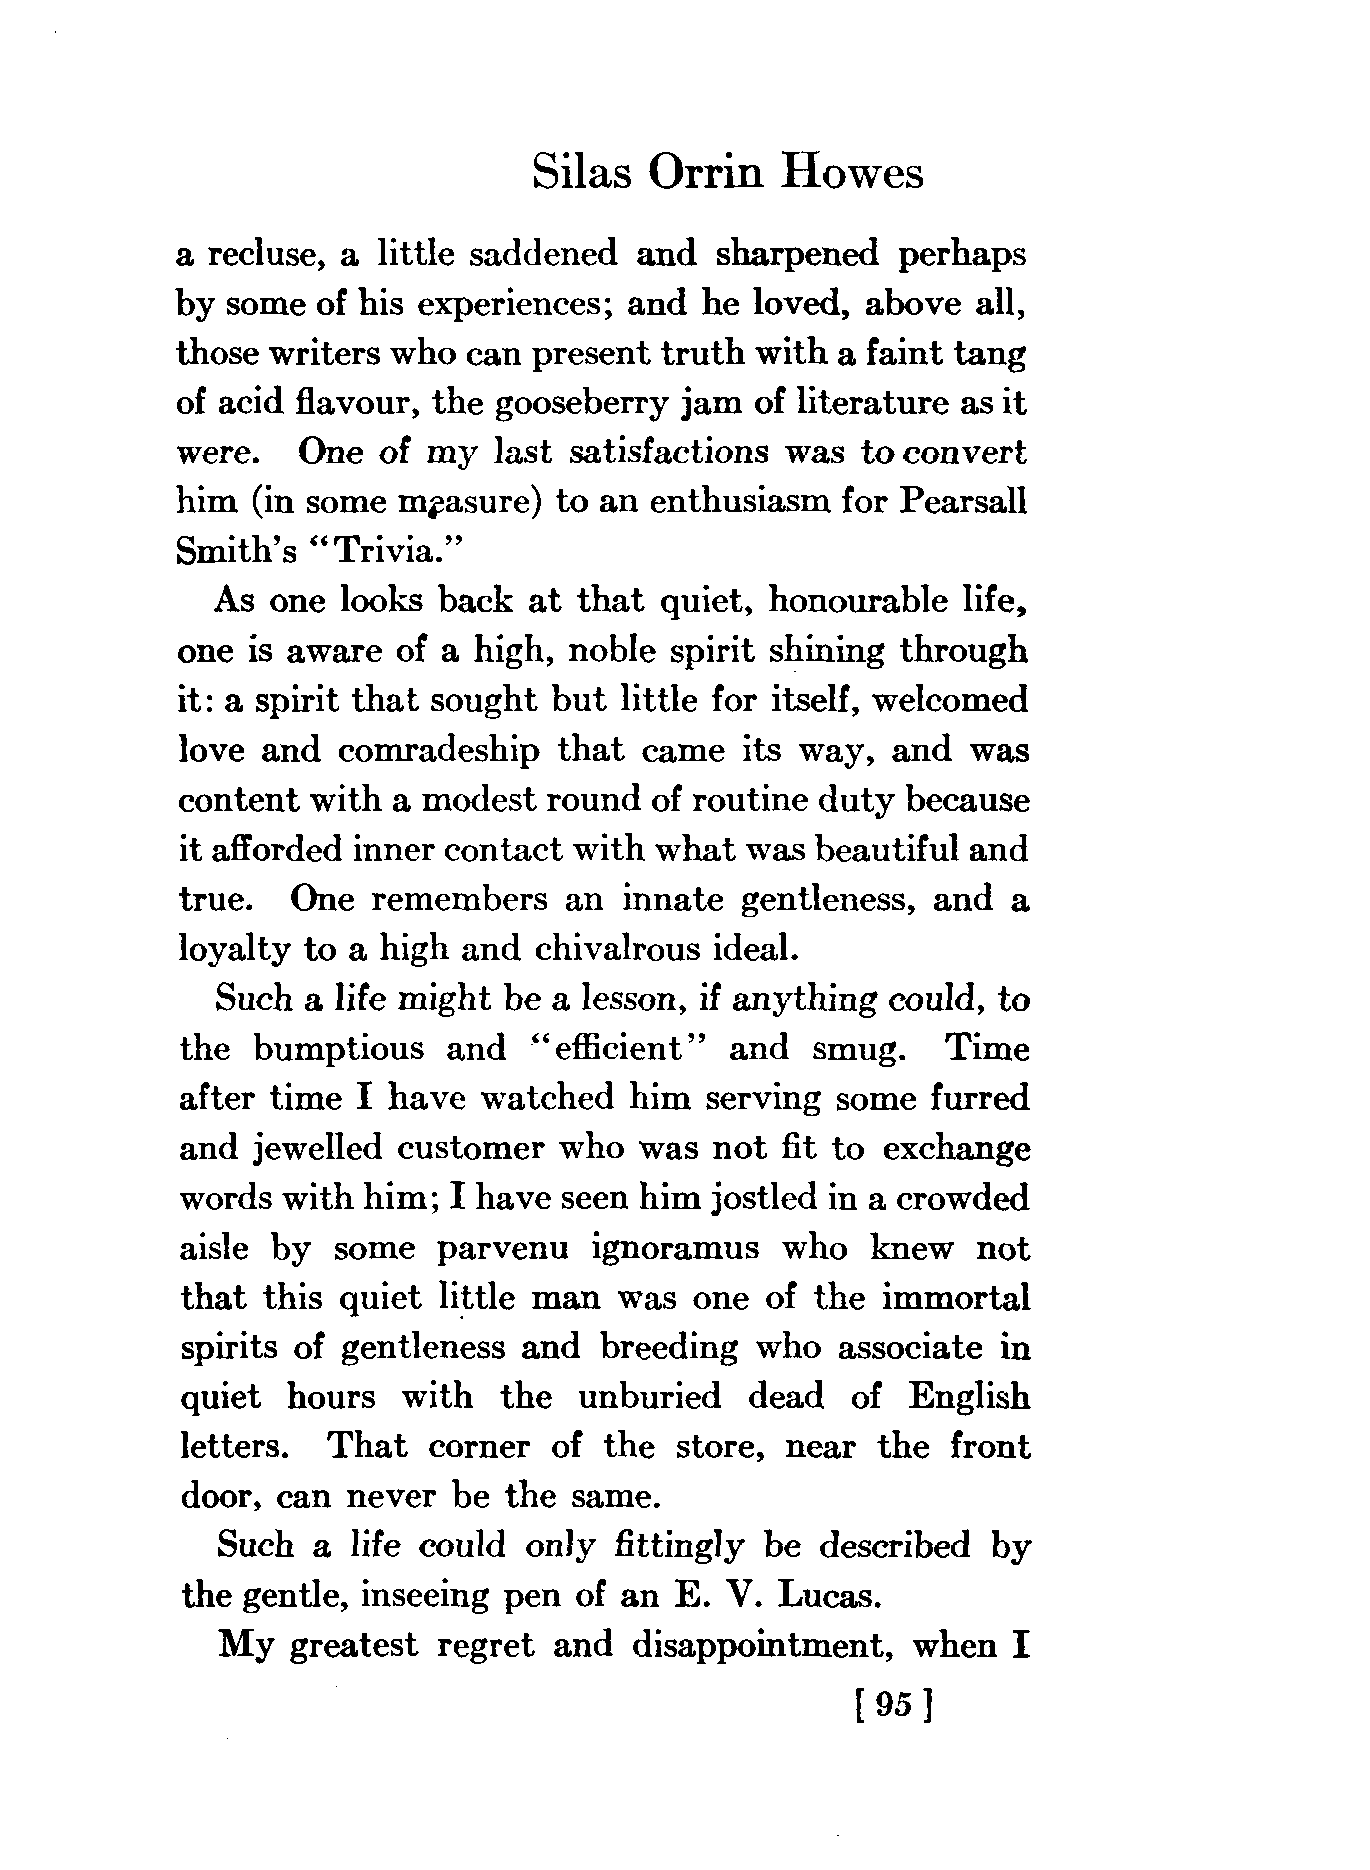 Silas Orrin Howes
a recluse, a little saddened and sharpened perhaps
by some of his experiences; and he loved, above all,
those writers who can present truth with a faint tang
of acid flavour, the gooseberry jam of literature as it
were. One of my last satisfactions was to convert
him (in some measure) to an enthusiasm for Pearsall
Smith's “Trivia.”
As one looks back at that quiet, honourable life,
one is aware of a high, noble spirit shining through
it: a spirit that sought but little for itself, welcomed
love and comradeship that came its way, and was
content with a modest round of routine duty because
it afforded inner contact with what was beautiful and
true. One remembers an innate gentleness, and a
loyalty to a high and chivalrous ideal.
Such a life might be a lesson, if anything could, to
the bumptious and “efficient” and smug. Time
after time I have watched him serving some furred
and jewelled customer who was not fit to exchange
words with him; I have seen him jostled in a crowded
aisle by some parvenu ignoramus who knew not
that this quiet little man was one of the immortal
spirits of gentleness and breeding who associate in
quiet hours with the unburied dead of English
letters. That corner of the store, near the front
door, can never be the same.
Such a life could only fittingly be described by
the gentle, inseeing pen of an E. V. Lucas.
My greatest regret and disappointment, when I
[ 95 ]